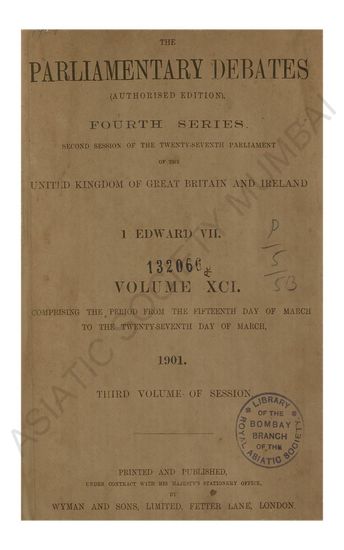 THE
PARLIAMENTARY DEBATES
(AUTHORISED EDITION).
FOURTH SERIES.
SECOND SESSION OF THE TWENTY-SEVENTH PARLIAMENT
OF THE
UNITED KINGDOM OF GREAT BRITAIN AND IRELAND
1 EDWARD VII.
132066
VOLUME XCI.
COMPRISING THE PERIOD FROM THE FIFTEENTH DAY OF MARCH
TO THE TWENTY-SEVENTH DAY OF MARCH,
1901.
THIRD VOLUME OF SESSION.
LIBRARY
OF THE
BOMBAY
BRANCH
OF THE
ROYAL ASIATIC SOCIETY
PRINTED AND PUBLISHED,
UNDER CONTRACT WITH HIS MAJESTY'S STATIONERY OFFICE,
BY
WYMAN AND SONS, LIMITED, FETTER LANE, LONDON.
ASIATIC SOCIETY MUMBAI